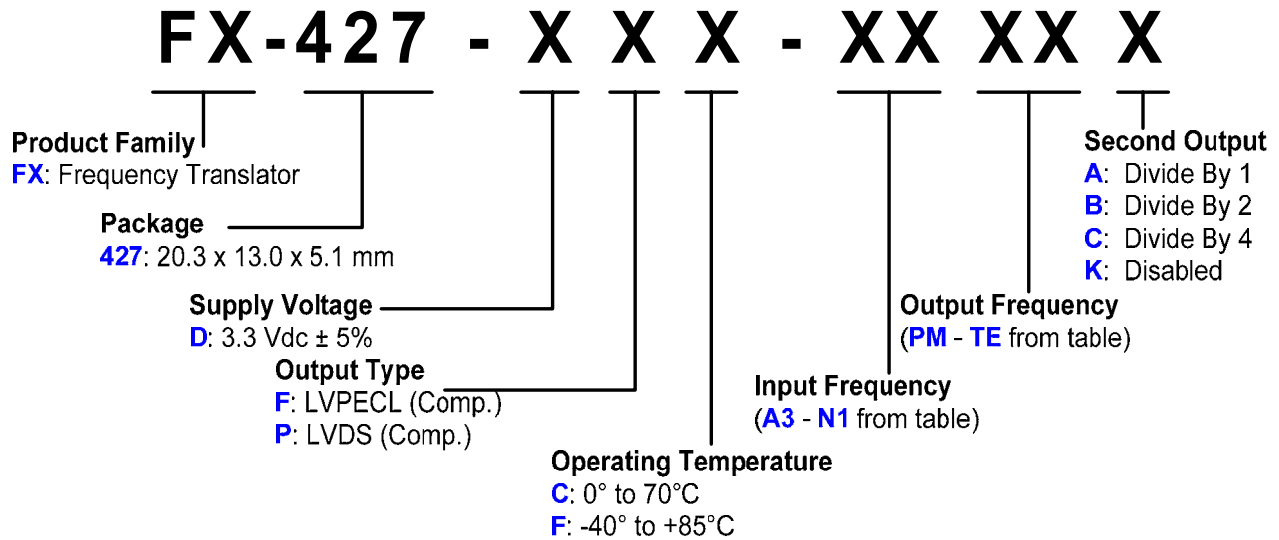 FX-427 - X X X - XX XX X
Product Family
FX: Frequency Translator
Package
427: 20.3 x 13.0 x 5.1 mm
Supply Voltage
D: 3.3 Vdc ± 5%
Output Type
F: LVPECL (Comp.)
P: LVDS (Comp.)
Operating Temperature
C: 0° to 70°C
F: -40° to +85°C
Input Frequency
(A3 - N1 from table)
Output Frequency
(PM - TE from table)
Second Output
A: Divide By 1
B: Divide By 2
C: Divide By 4
K: Disabled